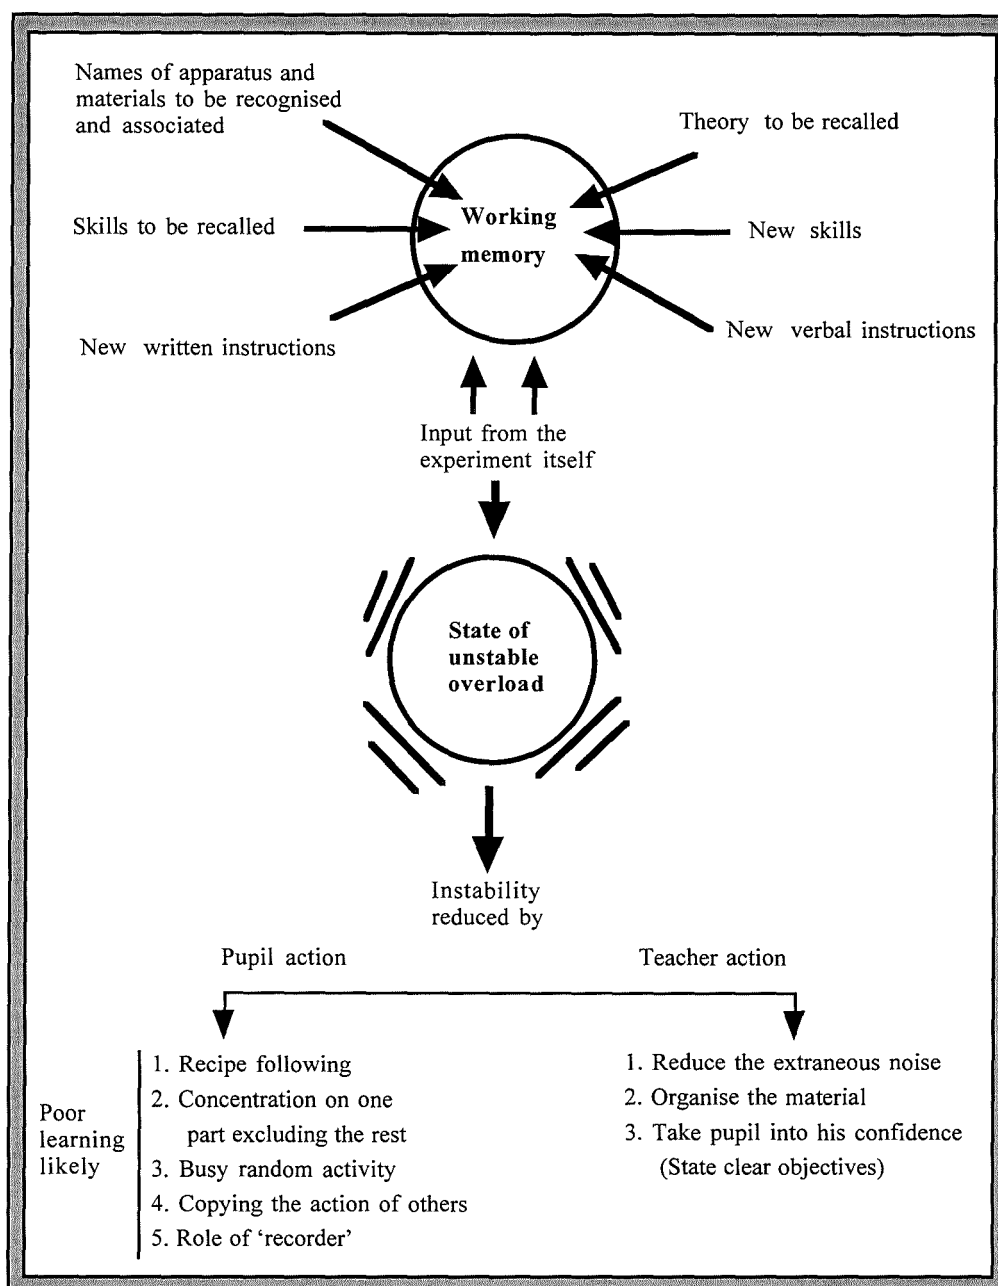 Names of apparatus and
materials to be recognised
and associated
Theory to be recalled
Skills to be recalled
Working
memory
New skills
New written instructions
New verbal instructions
Input from the
experiment itself
State of
unstable
overload
Instability
reduced by
Pupil action
Teacher action
Poor
learning
likely
1. Recipe following
2. Concentration on one
part excluding the rest
3. Busy random activity
4. Copying the action of others
5. Role of ‘recorder’
1. Reduce the extraneous noise
2. Organise the material
3. Take pupil into his confidence
(State clear objectives)